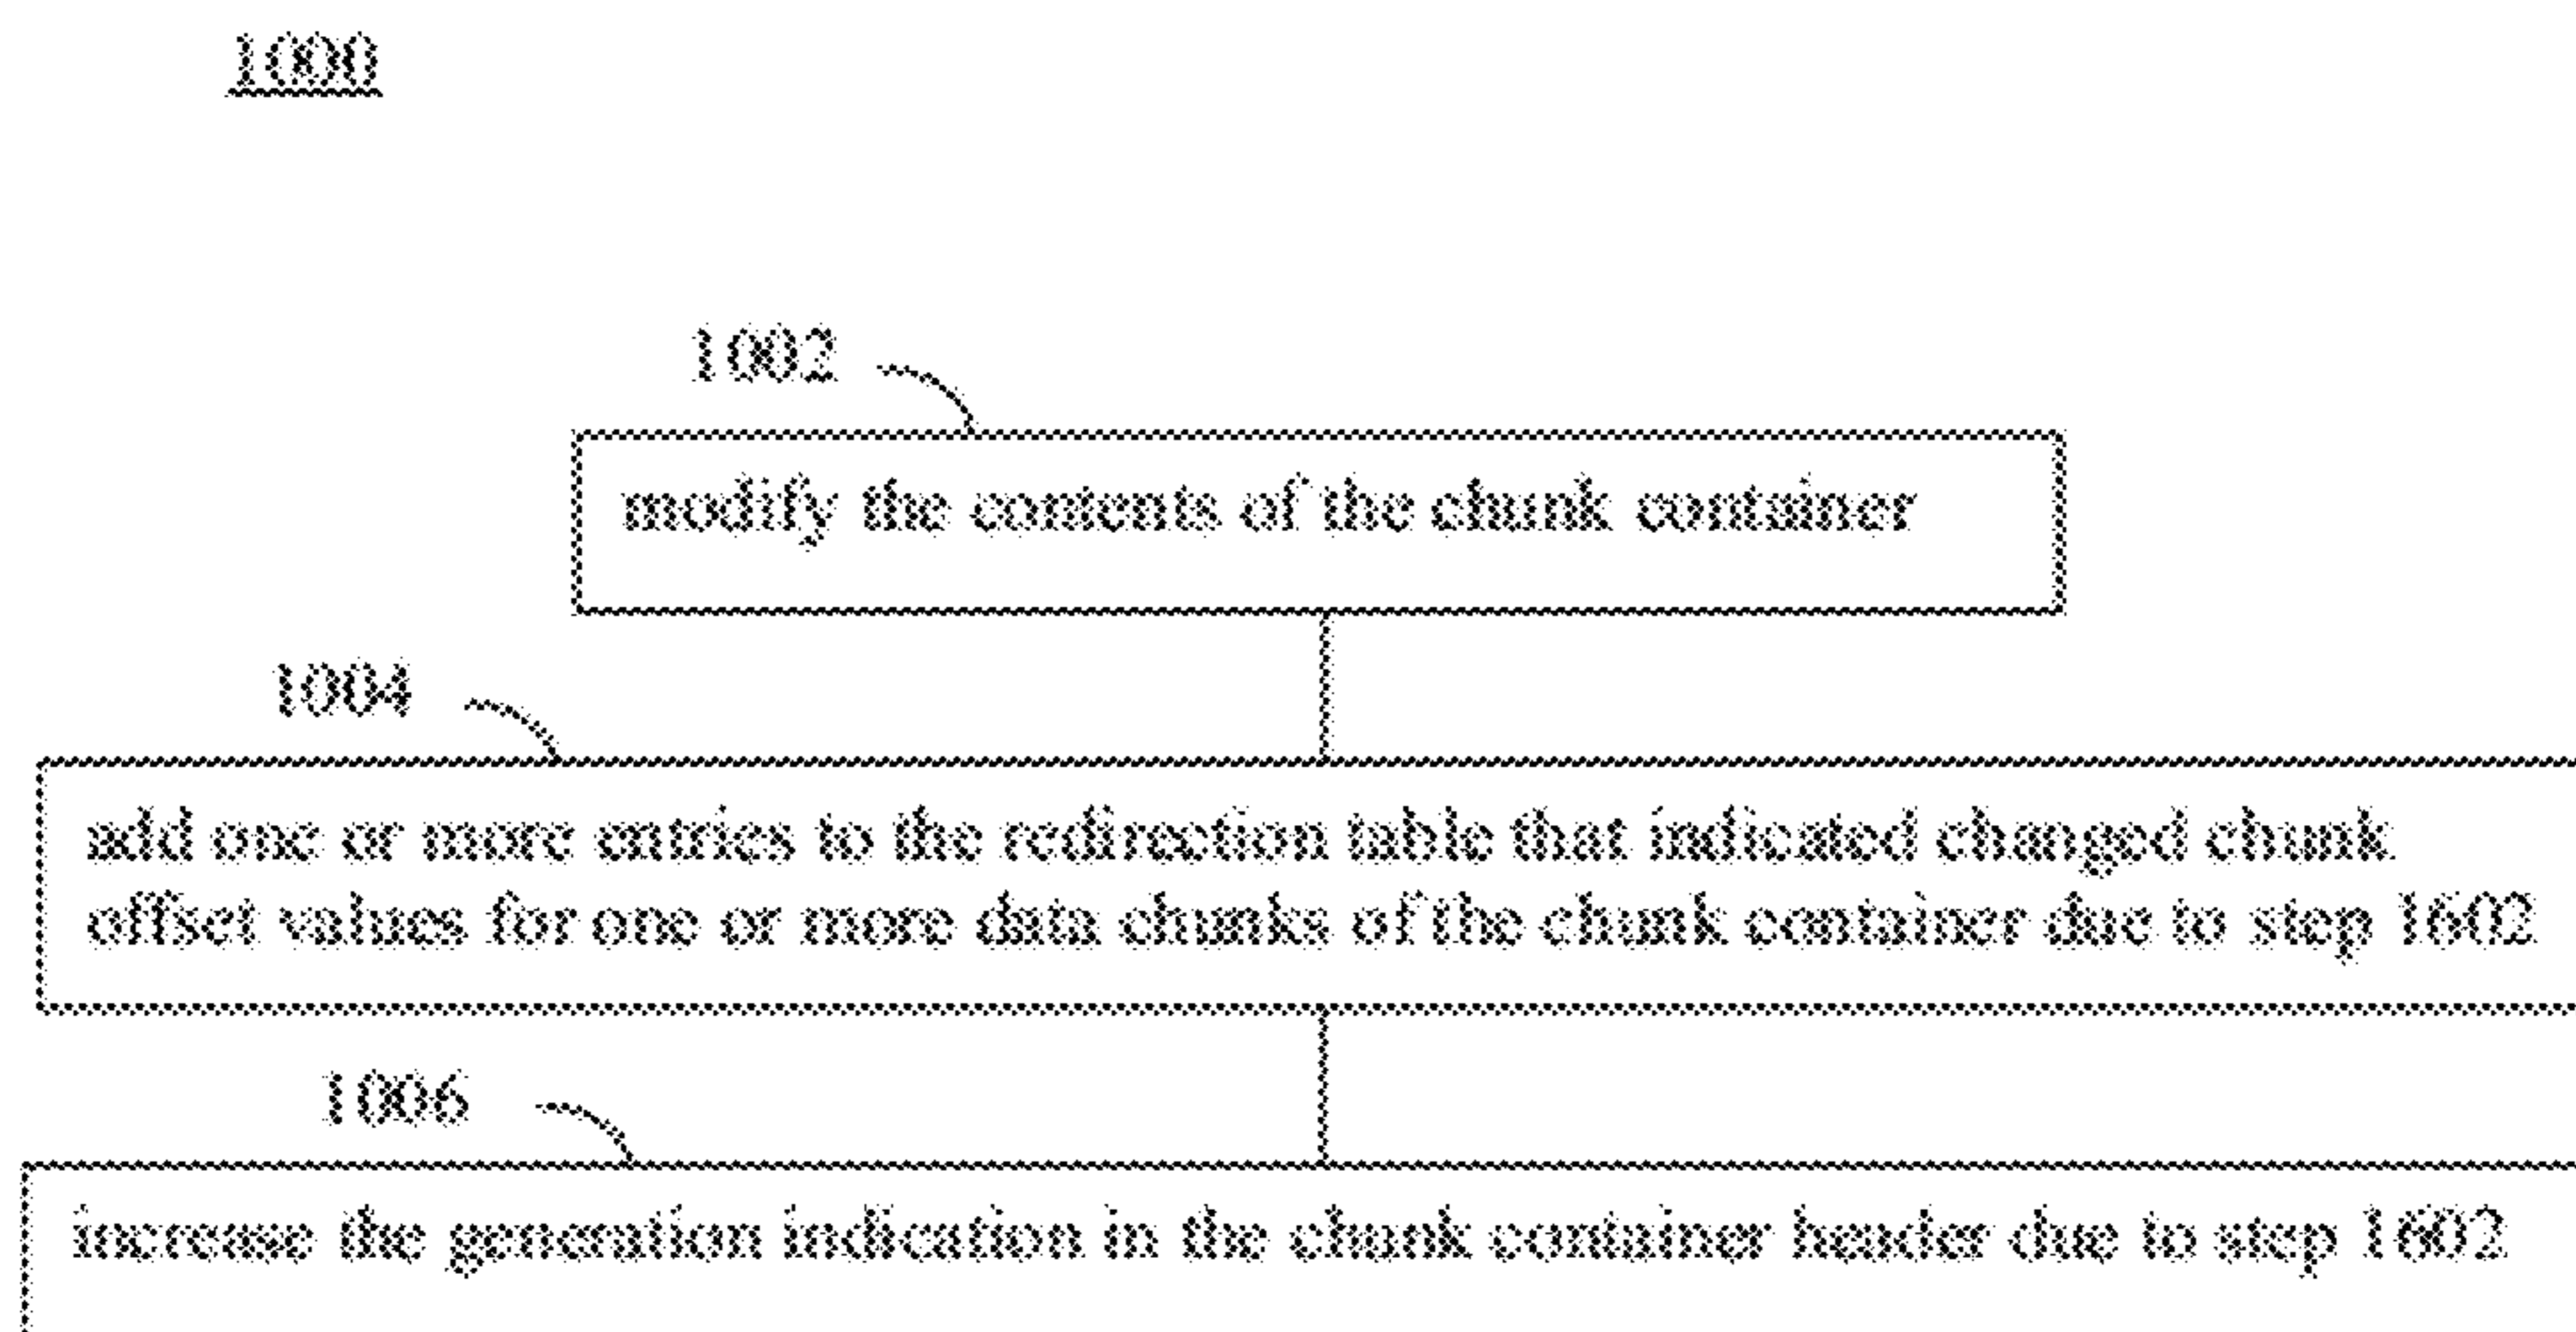 1000
1002
modify the contents of the chunk container
1004
add one or more entries to the redirection table that indicated changed chunk
offset values for one or more data chunks of the chunk container due to step 1602
1006
increase the generation indication in the chunk container header due to step 1602